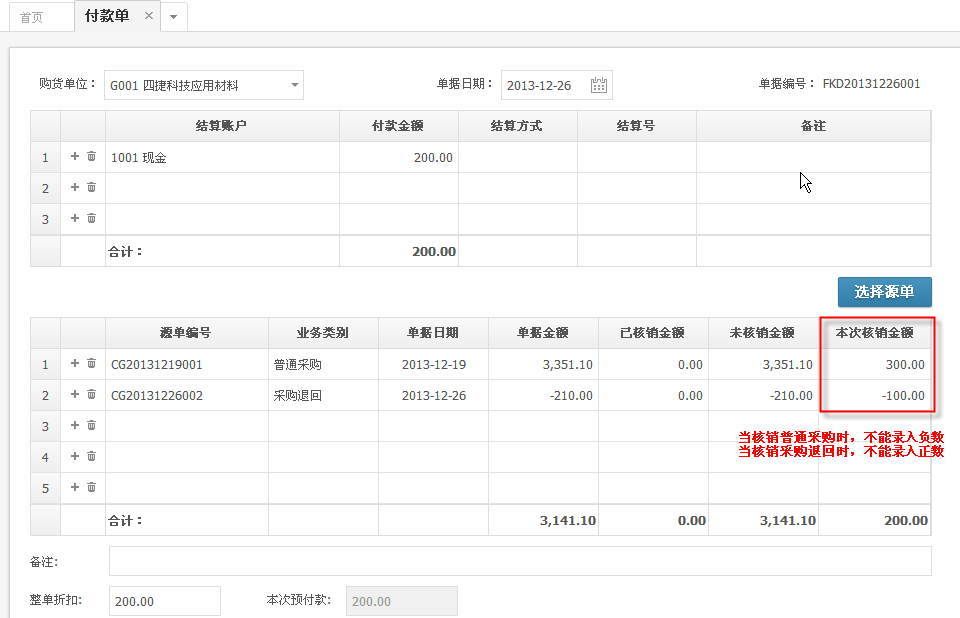 首页 付款单
购货单位： G001 四捷科技应用材料 单据日期： 2013-12-26 单据编号： FKD20131226001
结算账户 付款金额 结算方式 结算号 备注
1 1001 现金 200.00
2
3
合计： 200.00
选择源单
源单编号 业务类别 单据日期 单据金额 已核销金额 未核销金额 本次核销金额
1 CG20131219001 普通采购 2013-12-19 3,351.10 0.00 3,351.10 300.00
2 CG20131226002 采购退回 2013-12-26 -210.00 0.00 -210.00 -100.00
3
当核销普通采购时，不能录入负数
当核销采购退回时，不能录入正数
4
5
合计： 3,141.10 0.00 3,141.10 200.00
备注:
整单折扣: 200.00 本次预付款: 200.00